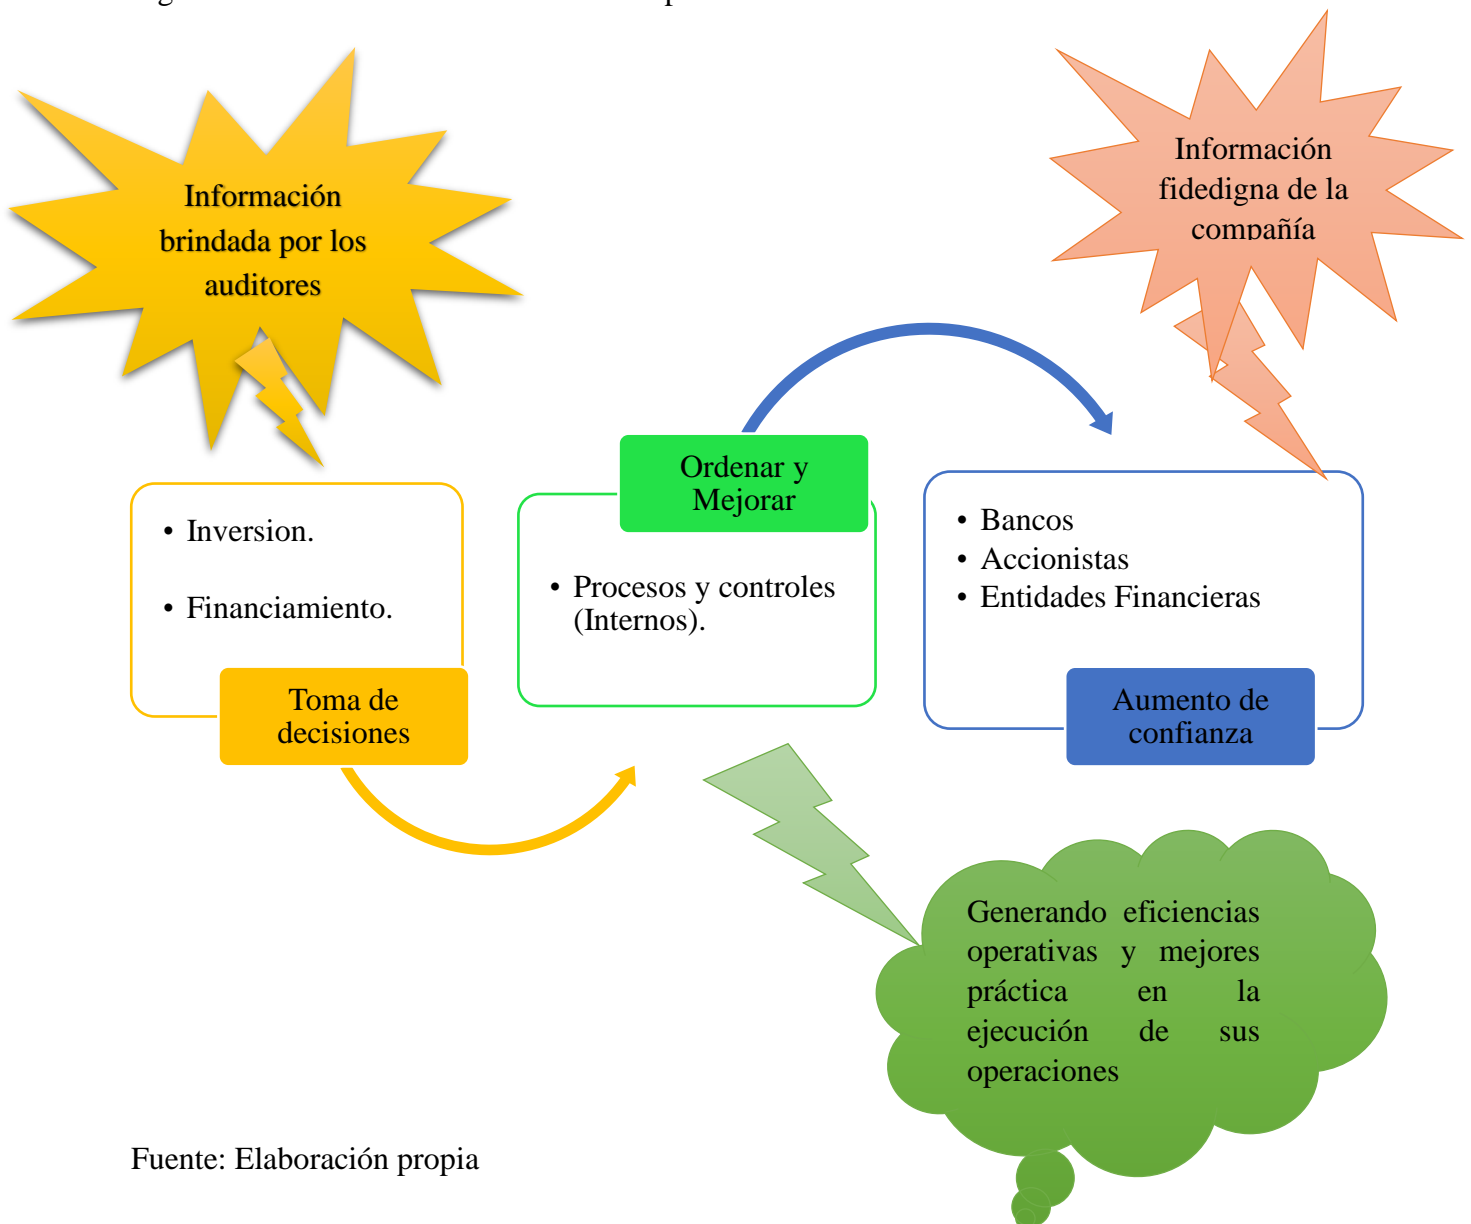 Información
brindada por los
auditores
Información
fidedigna de la
compañía
• Inversion.
• Financiamiento.
Toma de
decisiones
Ordenar y
Mejorar
• Procesos y controles
(Internos).
• Bancos
• Accionistas
• Entidades Financieras
Aumento de
confianza
Generando eficiencias
operativas y mejores
práctica en la
ejecución de sus
operaciones
Fuente: Elaboración propia